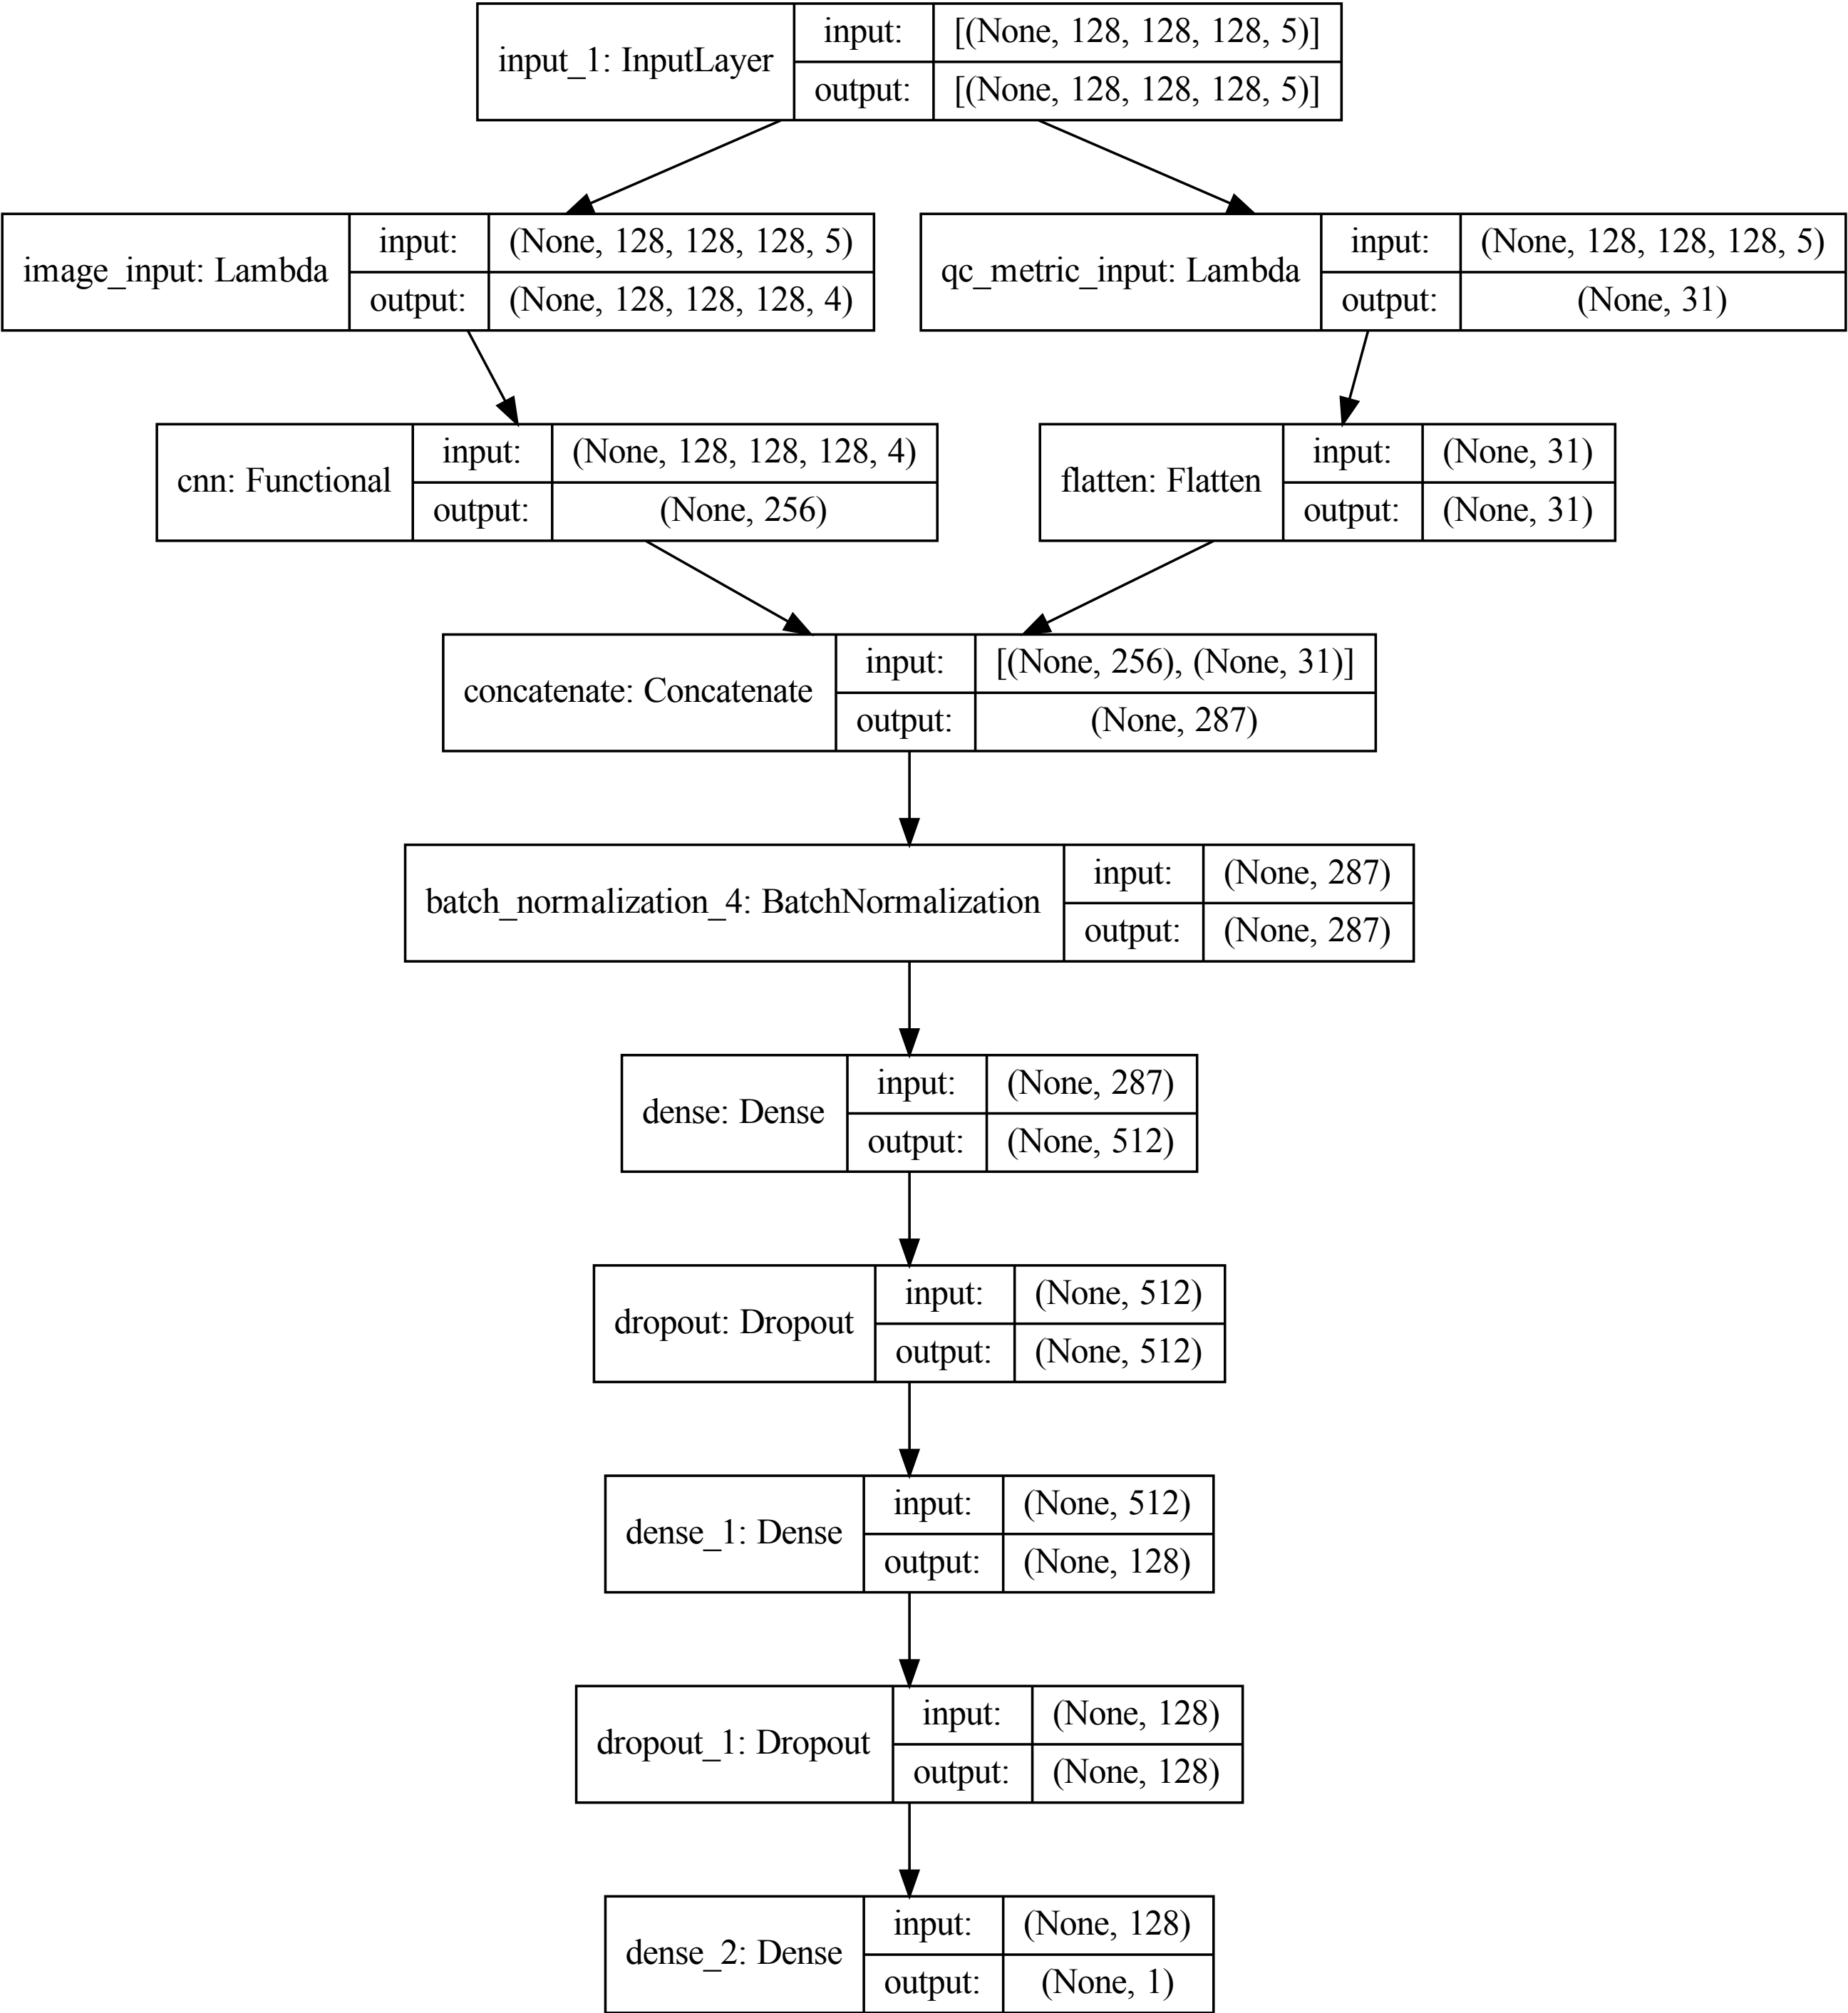 input_1: InputLayer
input:
[(None, 128, 128, 128, 5)]
output:
[(None, 128, 128, 128, 5)]
image_input: Lambda
input:
(None, 128, 128, 128, 5)
output:
(None, 128, 128, 128, 4)
qc_metric_input: Lambda
input:
(None, 128, 128, 128, 5)
output:
(None, 31)
cnn: Functional
input:
(None, 128, 128, 128, 4)
output:
(None, 256)
flatten: Flatten
input:
(None, 31)
output:
(None, 31)
concatenate: Concatenate
input:
[(None, 256), (None, 31)]
output:
(None, 287)
batch_normalization_4: BatchNormalization
input:
(None, 287)
output:
(None, 287)
dense: Dense
input:
(None, 287)
output:
(None, 512)
dropout: Dropout
input:
(None, 512)
output:
(None, 512)
dense_1: Dense
input:
(None, 512)
output:
(None, 128)
dropout_1: Dropout
input:
(None, 128)
output:
(None, 128)
dense_2: Dense
input:
(None, 128)
output:
(None, 1)